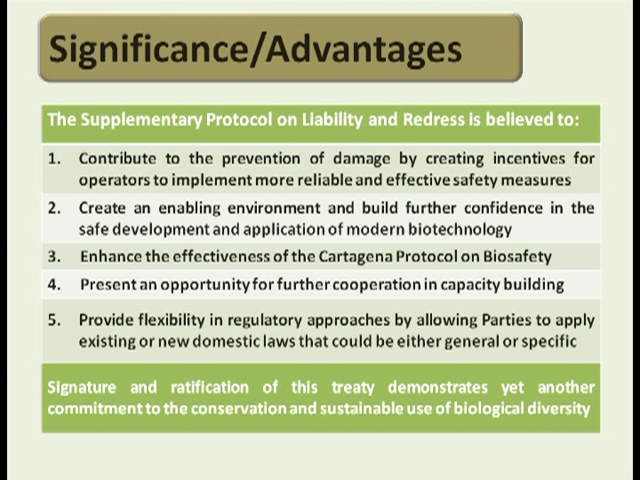 Significance/Advantages
The Supplementary Protocol on Liability and Redress is believed to:
1. Contribute to the prevention of damage by creating incentives for
operators to implement more reliable and effective safety measures
2. Create an enabling environment and build further confidence in the
safe development and application of modern biotechnology
3. Enhance the effectiveness of the Cartagena Protocol on Biosafety
4. Present an opportunity for further cooperation in capacity building
5. Provide flexibility in regulatory approaches by allowing Parties to apply
existing or new domestic laws that could be either general or specific
Signature and ratification of this treaty demonstrates yet another
commitment to the conservation and sustainable use of biological diversity